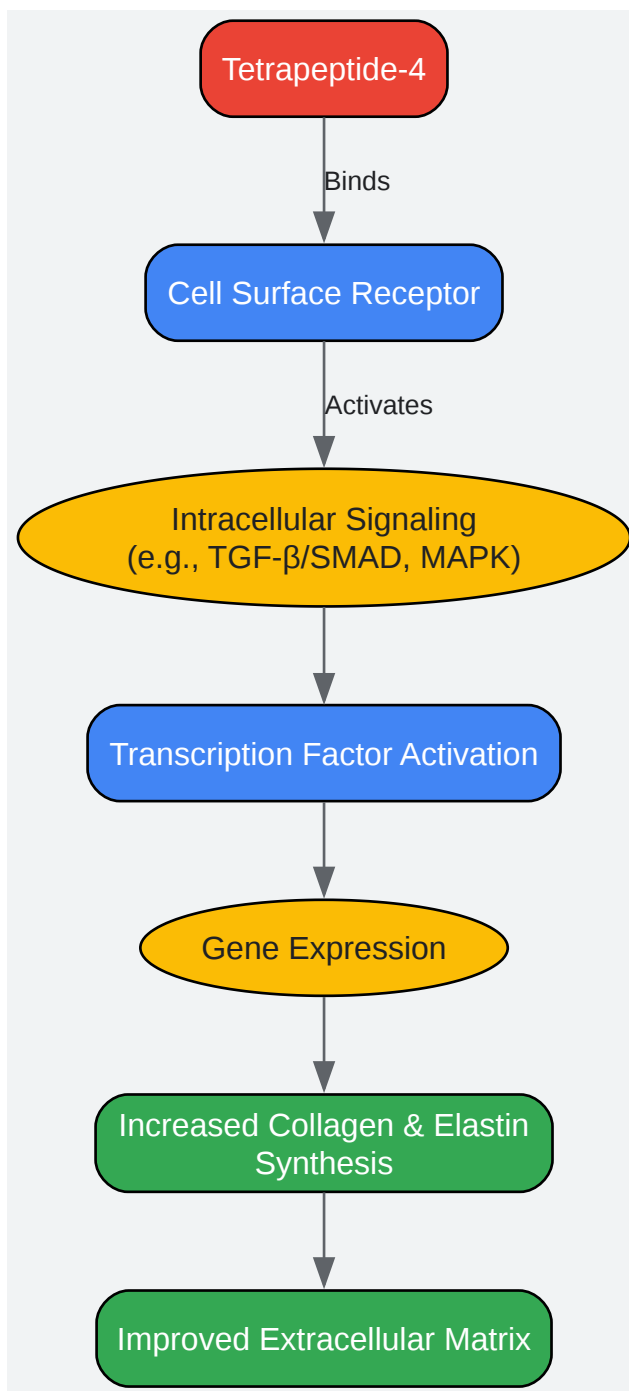 Tetrapeptide-4
Binds
Cell Surface Receptor
Activates
Intracellular Signaling
(e.g., TGF-β/SMAD, MAPK)
Transcription Factor Activation
Gene Expression
Increased Collagen & Elastin
Synthesis
Improved Extracellular Matrix